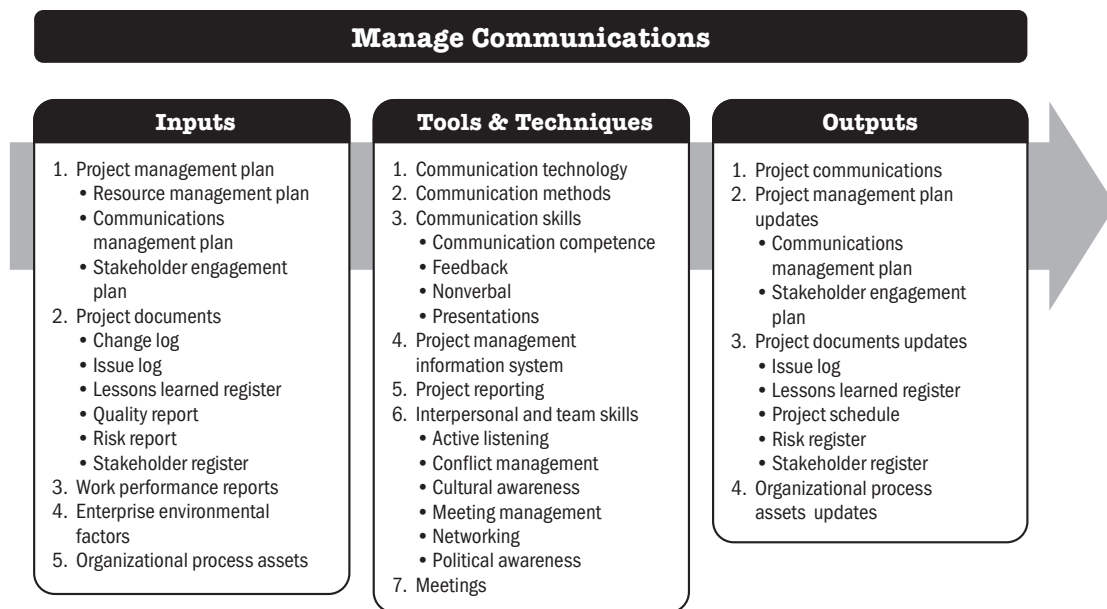 Manage Communications
Inputs
1. Project management plan
• Resource management plan
• Communications
management plan
• Stakeholder engagement
plan
2. Project documents
• Change log
• Issue log
• Lessons learned register
• Quality report
• Risk report
• Stakeholder register
3. Work performance reports
4. Enterprise environmental
factors
5. Organizational process assets
Tools & Techniques
1. Communication technology
2. Communication methods
3. Communication skills
• Communication competence
• Feedback
• Nonverbal
• Presentations
4. Project management
information system
5. Project reporting
6. Interpersonal and team skills
• Active listening
• Conflict management
• Cultural awareness
• Meeting management
• Networking
• Political awareness
7. Meetings
Outputs
1. Project communications
2. Project management plan
updates
• Communications
management plan
• Stakeholder engagement
plan
3. Project documents updates
• Issue log
• Lessons learned register
• Project schedule
• Risk register
• Stakeholder register
4. Organizational process
assets updates